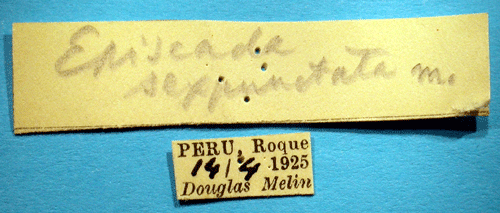 Episcada
sexpunctata m.
PERU, Roque
14/4 1925
Douglas Melin